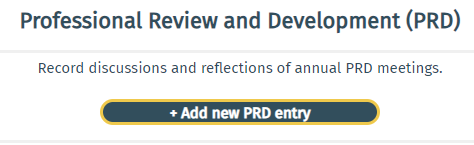 Professional Review and Development (PRD)
Record discussions and reflections of annual PRD meetings.
+ Add new PRD entry